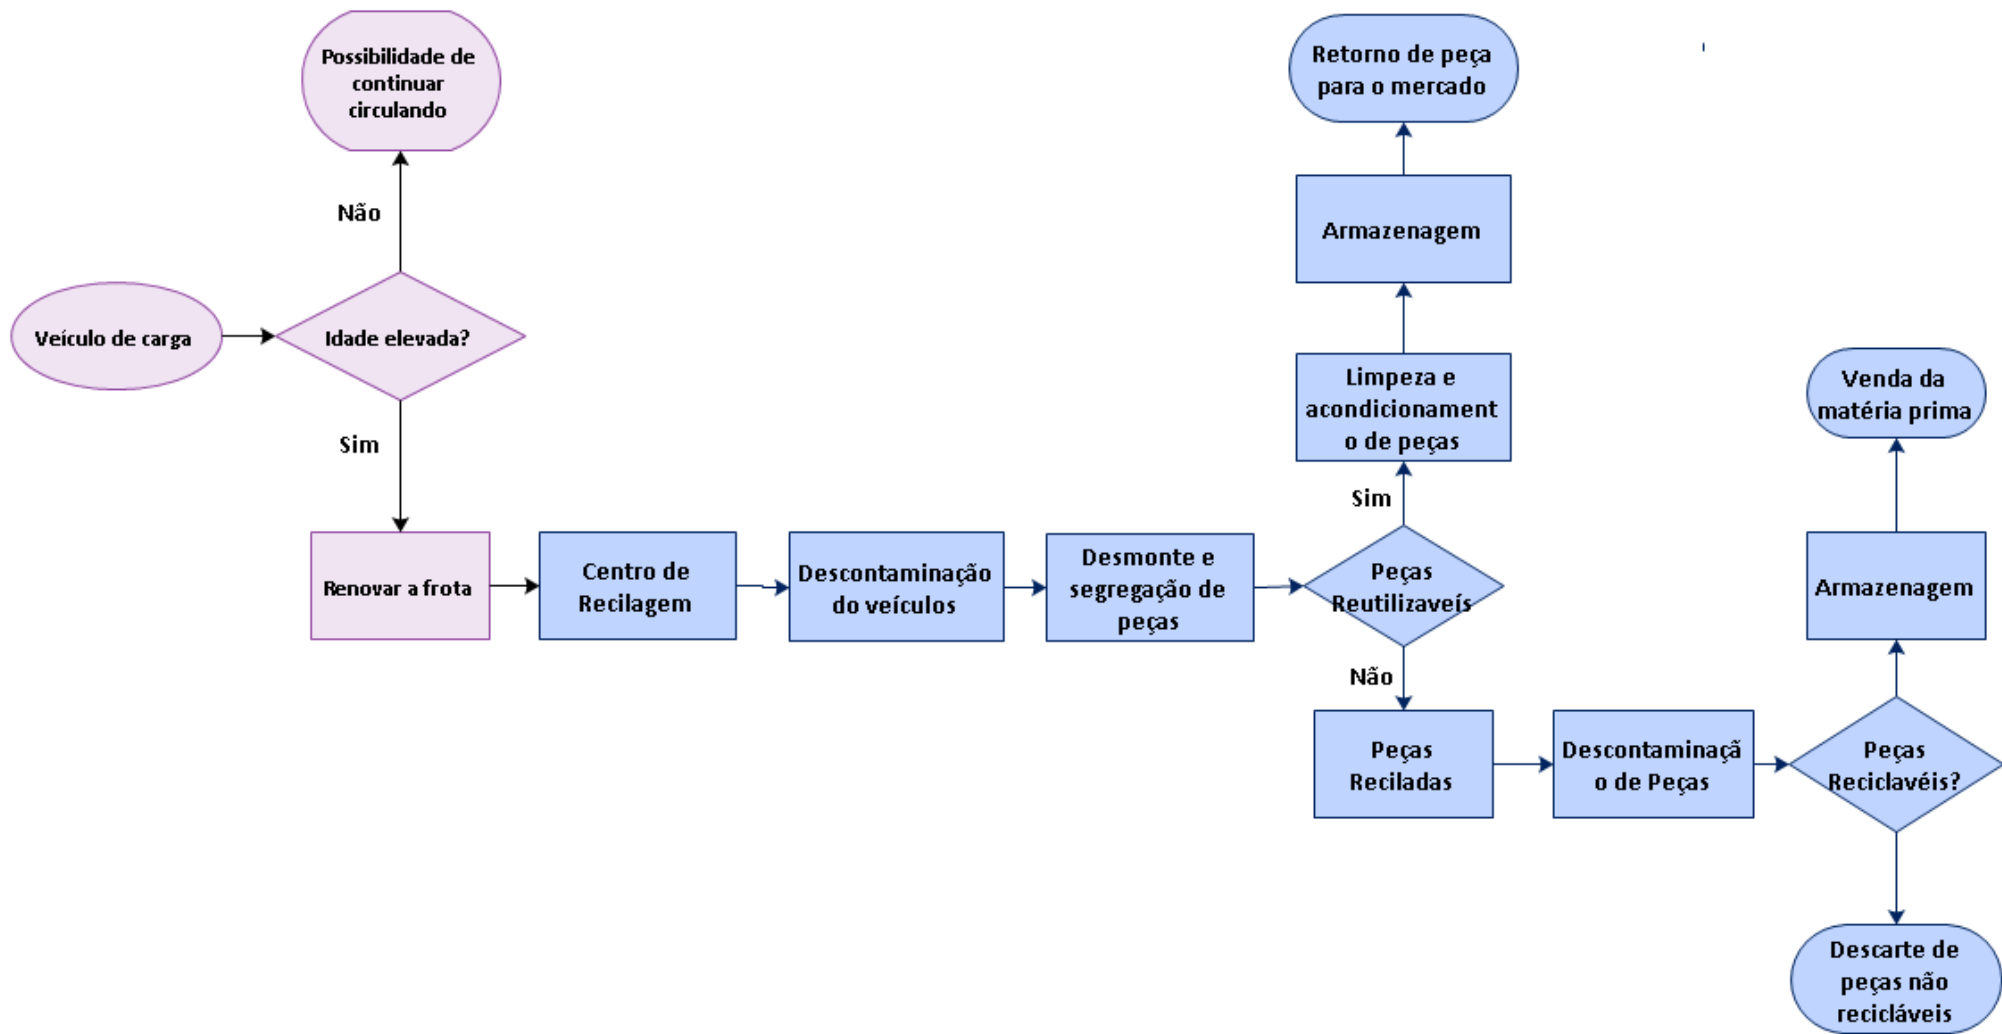 Possibilidade de
continuar
circulando
Não
Veículo de carga
Idade elevada?
Sim
Renovar a frota
Centro de
Recilagem
Descontaminação
do veículos
Desmonte e
segregação de
peças
Peças
Reutilizaveís
Sim
Limpeza e
acondicionament
o de peças
Armazenagem
Retorno de peça
para o mercado
Não
Peças
Reciladas
Descontaminaçã
o de Peças
Peças
Reciclavéis?
Armazenagem
Venda da
matéria prima
Descarte de
peças não
recicláveis